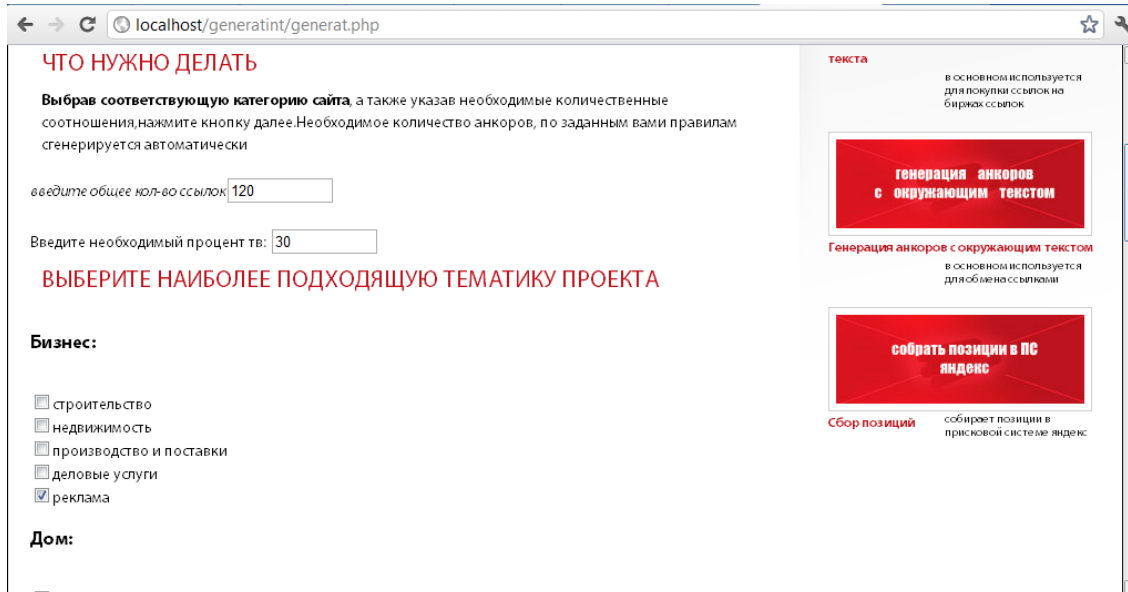 localhost/generatint/generat.php
ЧТО НУЖНО ДЕЛАТЬ
Выбрав соответствующую категорию сайта, а также указав необходимые количественные
соотношения,нажмите кнопку далее.Необходимое количество анкоров, по заданным вами правилам
сгенерируется автоматически
введите общее кол-во ссылок 120
Введите необходимый процент тв: 30
ВЫБЕРИТЕ НАИБОЛЕЕ ПОДХОДЯЩУЮ ТЕМАТИКУ ПРОЕКТА
Бизнес:
строительство
недвижимость
производство и поставки
деловые услуги
реклама
Дом:
текста
в основном используется
для покупки ссылок на
биржах ссылок
генерация анкоров
с окружающим текстом
Генерация анкоров с окружающим текстом
в основном используется
для обмена ссылками
собрать позиции в ПС
яндекс
Сбор позиций
собирает позиции в
присковой системе яндекс